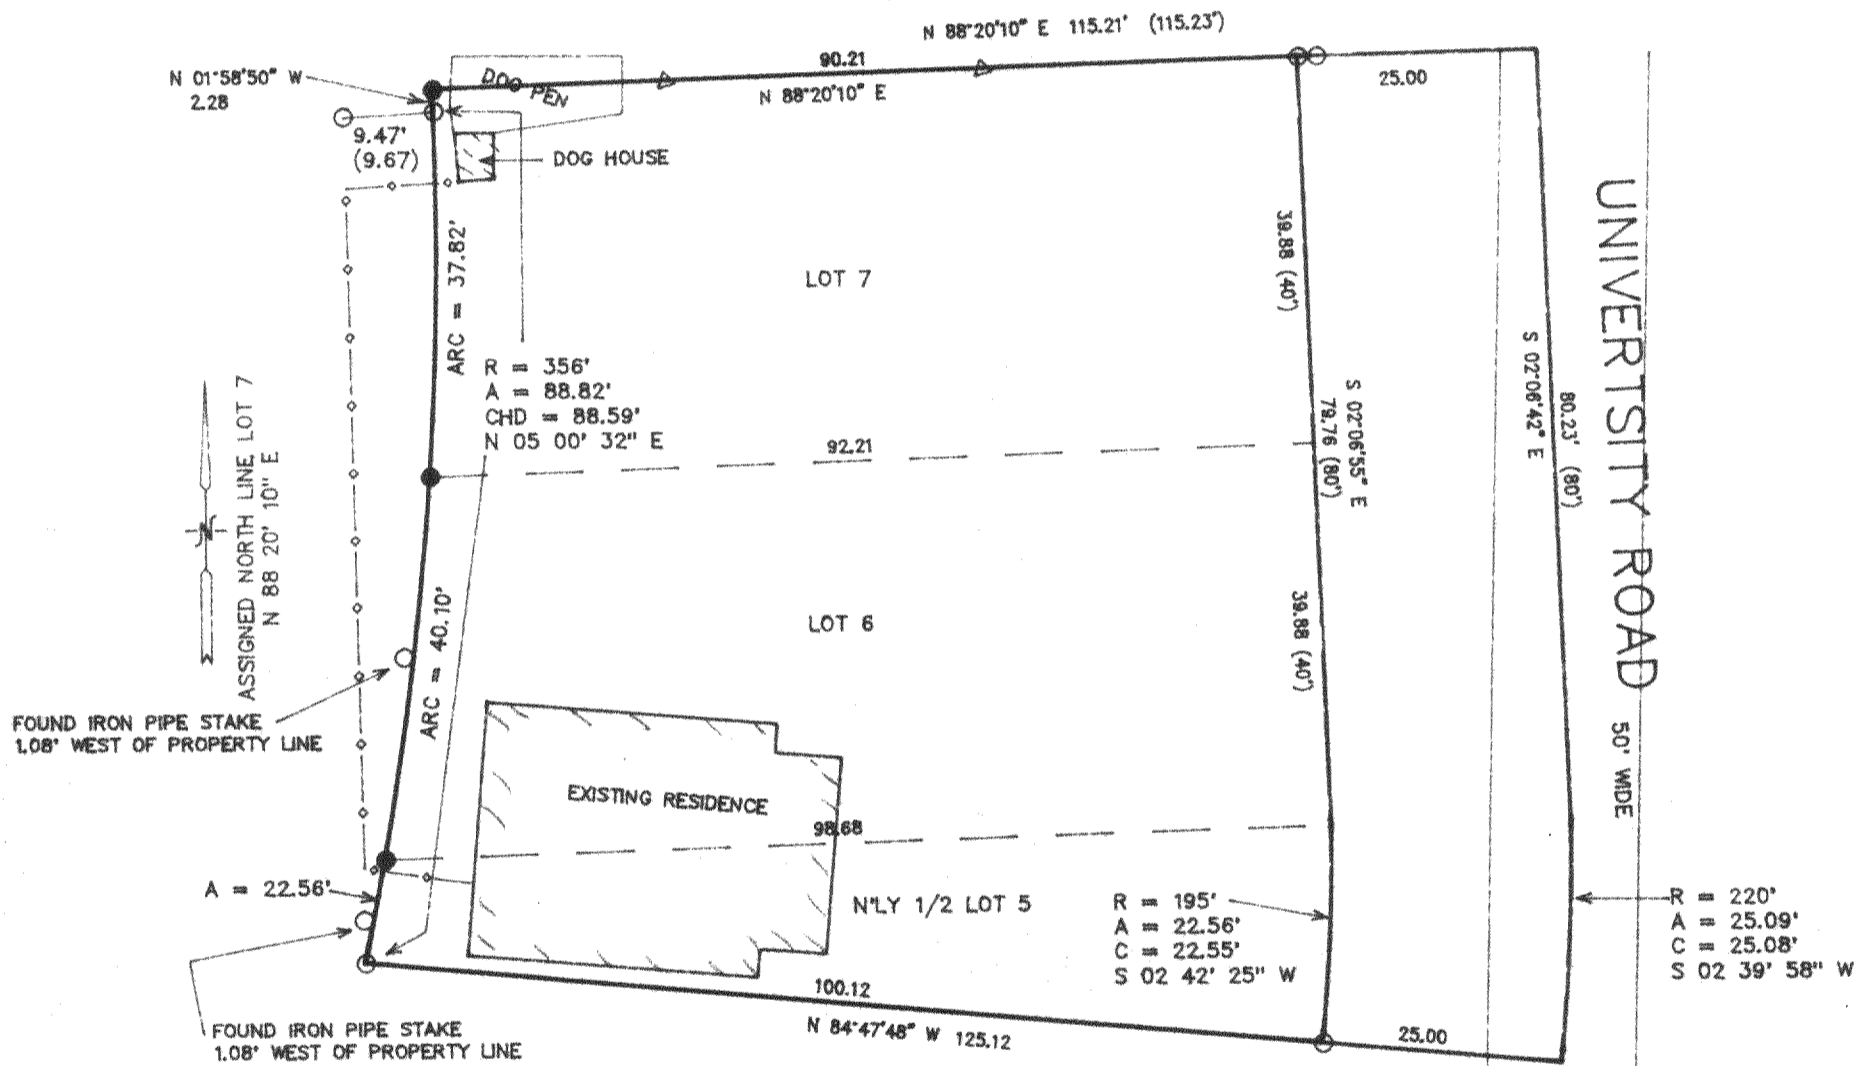 N 88°20'10" E 115.21' (115.23')
90.21
N 88°20'10" E
25.00
N 01°58'50" W
2.28
DOG PEN
9.47'
(9.67)
DOG HOUSE
ARC = 37.82'
LOT 7
39.88 (40')
R = 356'
A = 88.82'
CHD = 88.59'
N 05 00' 32" E
ASSIGNED NORTH LINE LOT 7
N 88 20' 10" E
N
92.21
S 02°06'55" E
79.76 (80')
S 02°06'42" E
80.23' (80')
UNIVERTSITY ROAD 50' WIDE
LOT 6
39.88 (40')
ARC = 40.10'
FOUND IRON PIPE STAKE
1.08' WEST OF PROPERTY LINE
EXISTING RESIDENCE
98.68
A = 22.56'
N'LY 1/2 LOT 5
R = 195'
A = 22.56'
C = 22.55'
S 02 42' 25" W
R = 220'
A = 25.09'
C = 25.08'
S 02 39' 58" W
100.12
N 84°47'48" W 125.12
25.00
FOUND IRON PIPE STAKE
1.08' WEST OF PROPERTY LINE